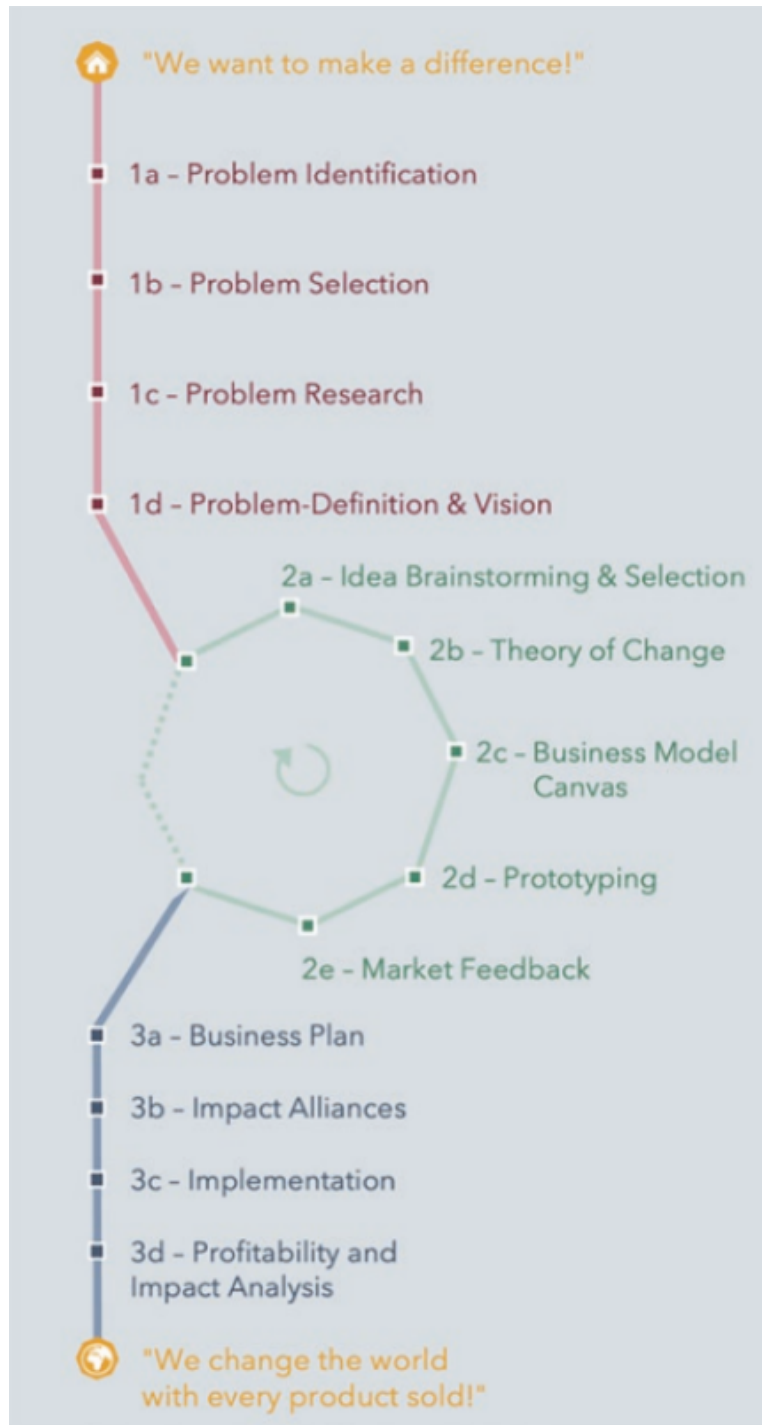 "We want to make a difference!"
1a – Problem Identification
1b – Problem Selection
1c – Problem Research
1d – Problem-Definition & Vision
2a – Idea Brainstorming & Selection
2b – Theory of Change
2c – Business Model
Canvas
2d – Prototyping
2e – Market Feedback
3a – Business Plan
3b – Impact Alliances
3c – Implementation
3d – Profitability and
Impact Analysis
"We change the world
with every product sold!"